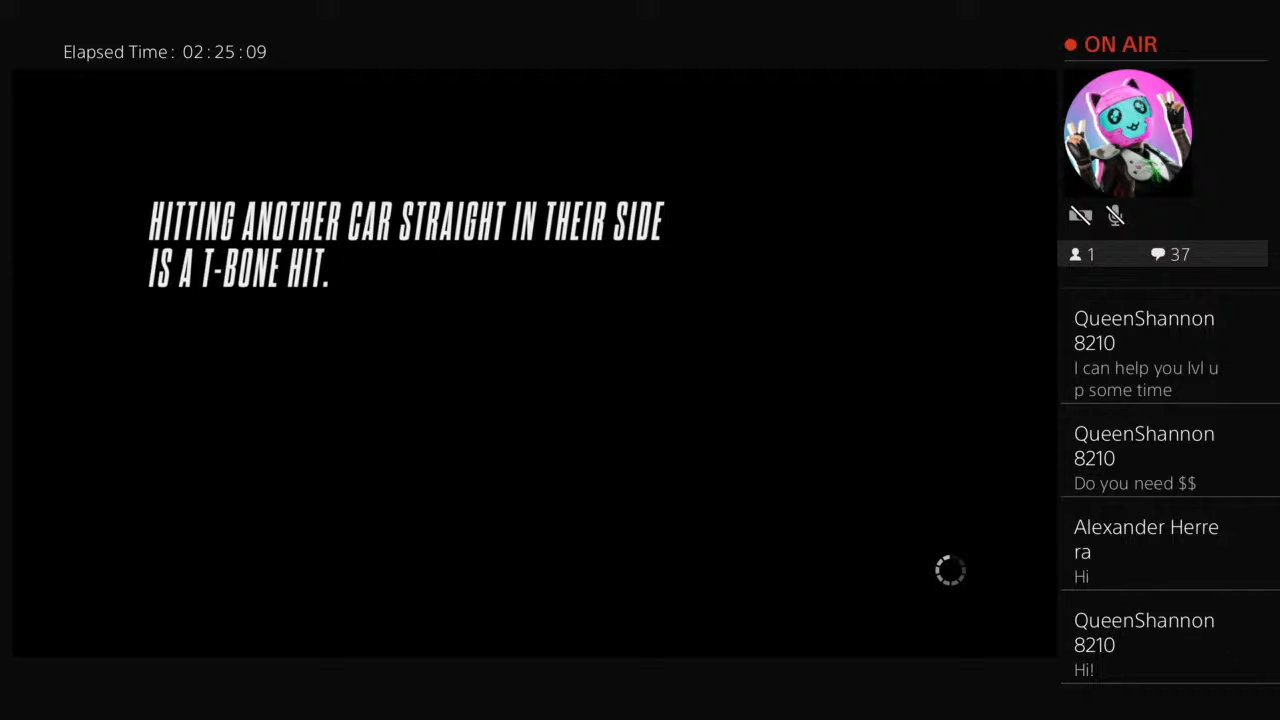 Elapsed Time: 02:25:09
ON AIR
HITTING ANOTHER CAR STRAIGHT IN THEIR SIDE
IS A T-BONE HIT.
1
37
QueenShannon
8210
I can help you lvl u
p some time
QueenShannon
8210
Do you need $$
Alexander Herre
ra
Hi
QueenShannon
8210
Hi!